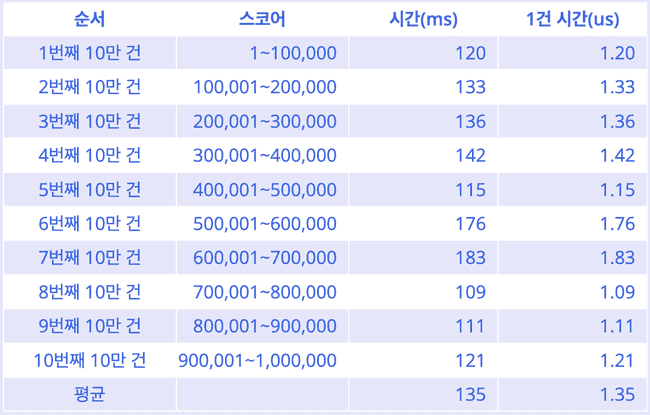 순서 스코어 시간(ms) 1건 시간(us)
1번째 10만 건 1~100,000 120 1.20
2번째 10만 건 100,001~200,000 133 1.33
3번째 10만 건 200,001~300,000 136 1.36
4번째 10만 건 300,001~400,000 142 1.42
5번째 10만 건 400,001~500,000 115 1.15
6번째 10만 건 500,001~600,000 176 1.76
7번째 10만 건 600,001~700,000 183 1.83
8번째 10만 건 700,001~800,000 109 1.09
9번째 10만 건 800,001~900,000 111 1.11
10번째 10만 건 900,001~1,000,000 121 1.21
평균 135 1.35